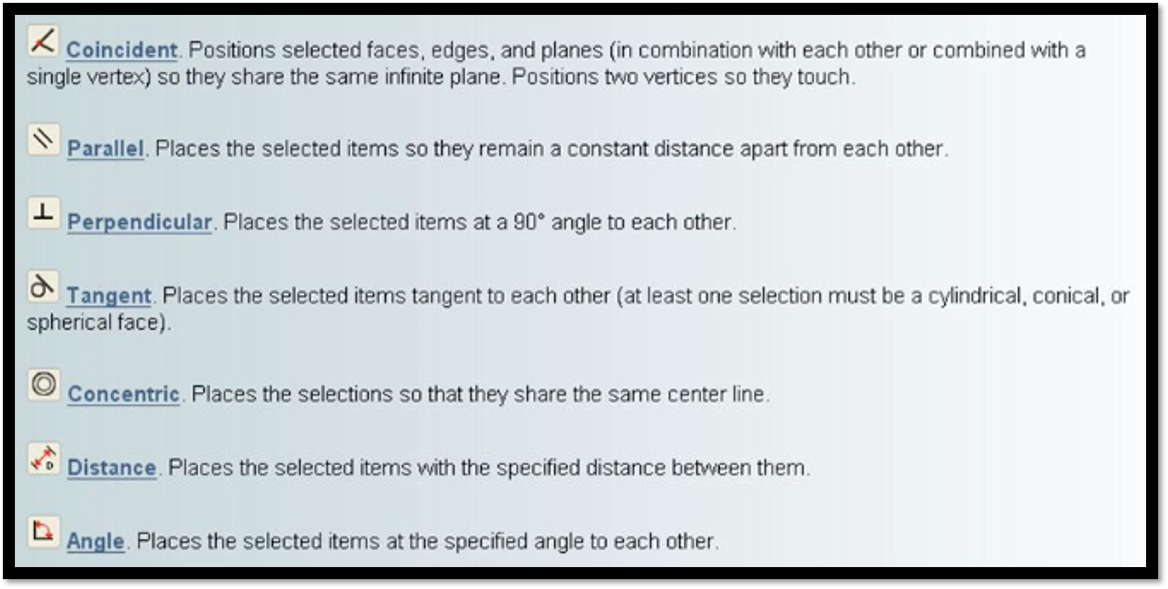 Coincident. Positions selected faces, edges, and planes (in combination with each other or combined with a
single vertex) so they share the same infinite plane. Positions two vertices so they touch.
Parallel. Places the selected items so they remain a constant distance apart from each other.
Perpendicular. Places the selected items at a 90° angle to each other.
Tangent. Places the selected items tangent to each other (at least one selection must be a cylindrical, conical, or
spherical face).
Concentric. Places the selections so that they share the same center line.
D Distance. Places the selected items with the specified distance between them.
Angle. Places the selected items at the specified angle to each other.